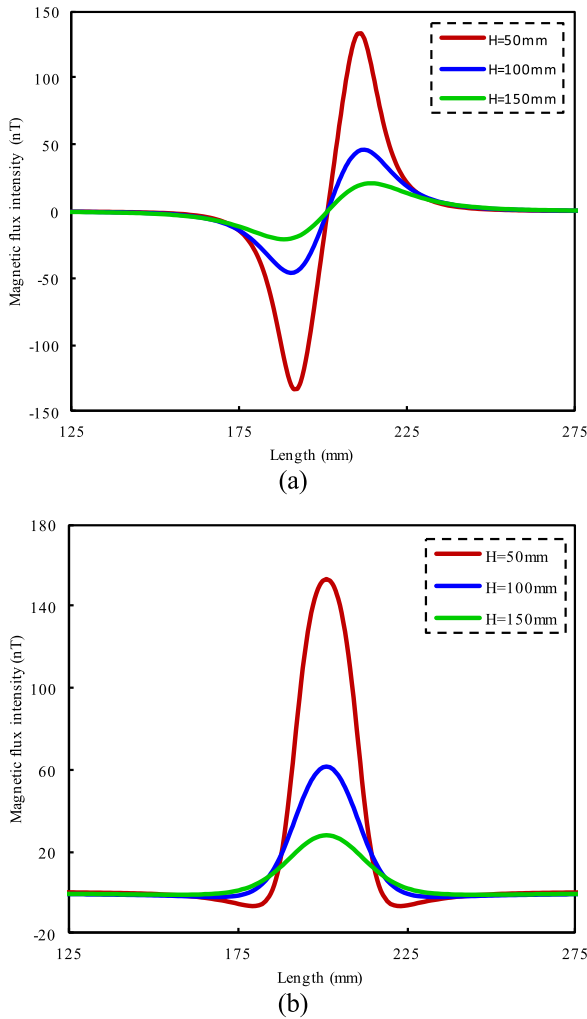 150
100
50
0
-50
-100
-150
Magnetic flux intensity (nT)
H=50mm
H=100mm
H=150mm
125
175
225
275
Length (mm)
(a)
180
140
100
60
20
-20
Magnetic flux intensity (nT)
H=50mm
H=100mm
H=150mm
125
175
225
275
Length (mm)
(b)